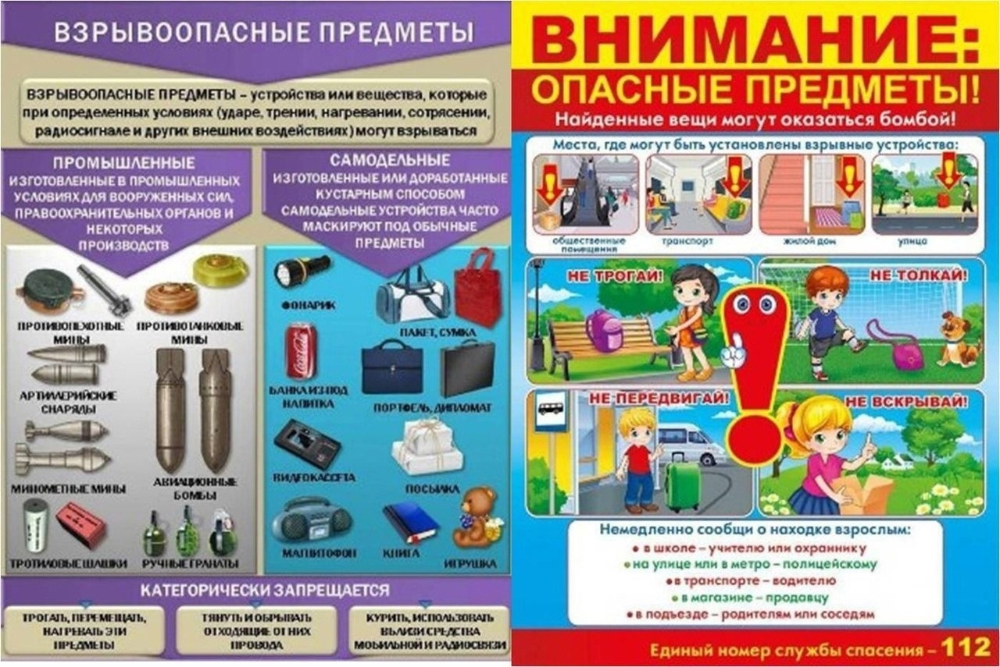 ВЗРЫВООПАСНЫЕ ПРЕДМЕТЫ
ВЗРЫВООПАСНЫЕ ПРЕДМЕТЫ – устройства или вещества, которые
при определенных условиях (ударе, трении, нагревании, сотрясении,
радиосигнале и других внешних воздействиях) могут взрываться
ПРОМЫШЛЕННЫЕ
ИЗГОТОВЛЕННЫЕ В ПРОМЫШЛЕННЫХ
УСЛОВИЯХ ДЛЯ ВООРУЖЕННЫХ СИЛ,
ПРАВООХРАНИТЕЛЬНЫХ ОРГАНОВ И
НЕКОТОРЫХ
ПРОИЗВОДСТВ
ПРОТИВОПЕХОТНЫЕ
МИНЫ
ПРОТИВОТАНКОВЫЕ
МИНЫ
АРТИЛЕРИЙСКИЕ
СНАРЯДЫ
МИНОМЕТНЫЕ МИНЫ
АВИАЦИОННЫЕ
БОМБЫ
ТРОТИЛОВЫЕ ШАШКИ
РУЧНЫЕ ГРАНАТЫ
САМОДЕЛЬНЫЕ
ИЗГОТОВЛЕННЫЕ ИЛИ ДОРАБОТАННЫЕ
КУСТАРНЫМ СПОСОБОМ
САМОДЕЛЬНЫЕ УСТРОЙСТВА ЧАСТО
МАСКИРУЮТ ПОД ОБЫЧНЫЕ
ПРЕДМЕТЫ
ФОНАРИК
ПАКЕТ, СУМКА
Coca-Cola
БАНКА ИЗ ПОД
НАПИТКА
ПОРТФЕЛЬ, ДИПЛОМАТ
ВИДЕОКАССЕТА
ПОСЫЛКА
МАГНИТОФОН
КНИГА
ИГРУШКА
КАТЕГОРИЧЕСКИ ЗАПРЕЩАЕТСЯ
ТРОГАТЬ, ПЕРЕМЕЩАТЬ,
НАГРЕВАТЬ ЭТИ
ПРЕДМЕТЫ
ТЯНУТЬ И ОБРЫВАТЬ
ОТХОДЯЩИЕ ОТ НИХ
ПРОВОДА
КУРИТЬ, ИСПОЛЬЗОВАТЬ
ВБЛИЗИ СРЕДСТВА
МОБИЛЬНОЙ И РАДИОСВЯЗИ
ВНИМАНИЕ:
ОПАСНЫЕ ПРЕДМЕТЫ!
Найденные вещи могут оказаться бомбой!
Места, где могут быть установлены взрывные устройства:
общественные
помещения
транспорт
жилой дом
улица
НЕ ТРОГАЙ!
НЕ ТОЛКАЙ!
НЕ ПЕРЕДВИГАЙ!
НЕ ВСКРЫВАЙ!
Немедленно сообщи о находке взрослым:
• в школе – учителю или охраннику
• на улице или в метро – полицейскому
• в транспорте – водителю
• в магазине – продавцу
• в подъезде – родителям или соседям
Единый номер службы спасения – 112